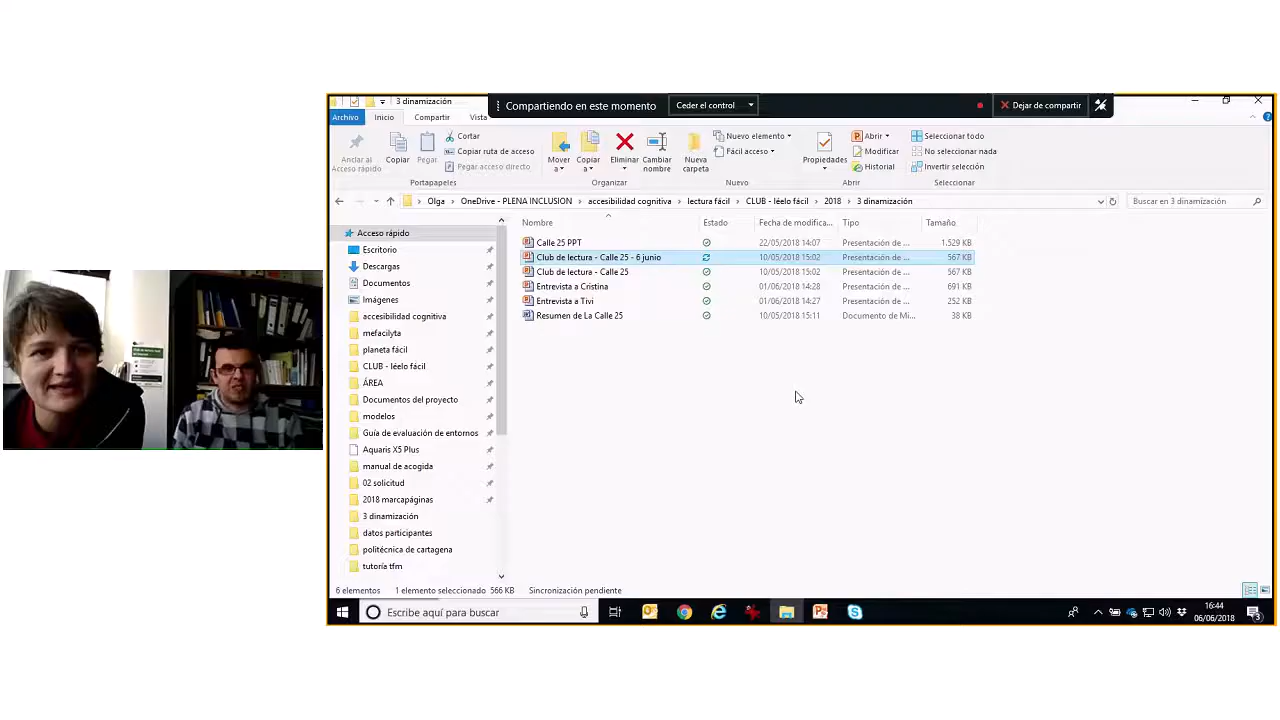 3 dinamización
Compartiendo en este momento
Ceder el control
Dejar de compartir
Archivo
Inicio
Compartir
Vista
Anclar al
Acceso rápido
Copiar
Pegar
Cortar
Copiar ruta de acceso
Pegar acceso directo
Portapapeles
Mover
a
Copiar
a
Eliminar
Cambiar
nombre
Organizar
Nueva
carpeta
Nuevo elemento
Fácil acceso
Nuevo
Propiedades
Abrir
Modificar
Historial
Abrir
Seleccionar todo
No seleccionar nada
Invertir selección
Seleccionar
Olga
OneDrive - PLENA INCLUSION
accesibilidad cognitiva
lectura fácil
CLUB - léelo fácil
2018
3 dinamización
Buscar en 3 dinamización
Acceso rápido
Escritorio
Descargas
Documentos
Imágenes
accesibilidad cognitiva
mefacilyta
planeta fácil
CLUB - léelo fácil
ÁREA
Documentos del proyecto
modelos
Guía de evaluación de entornos
Aquaris X5 Plus
manual de acogida
02 solicitud
2018 marcapáginas
3 dinamización
datos participantes
politécnica de cartagena
tutoría tfm
Nombre Estado Fecha de modifica... Tipo Tamaño
Calle 25 PPT 22/05/2018 14:07 Presentación de ... 1.529 KB
Club de lectura - Calle 25 - 6 junio 10/05/2018 15:02 Presentación de ... 567 KB
Club de lectura - Calle 25 10/05/2018 15:02 Presentación de ... 567 KB
Entrevista a Cristina 01/06/2018 14:28 Presentación de ... 691 KB
Entrevista a Tivi 01/06/2018 14:27 Presentación de ... 252 KB
Resumen de La Calle 25 10/05/2018 15:11 Documento de Mi... 38 KB
6 elementos 1 elemento seleccionado 566 KB Sincronización pendiente
Escribe aquí para buscar
16:44
06/06/2018